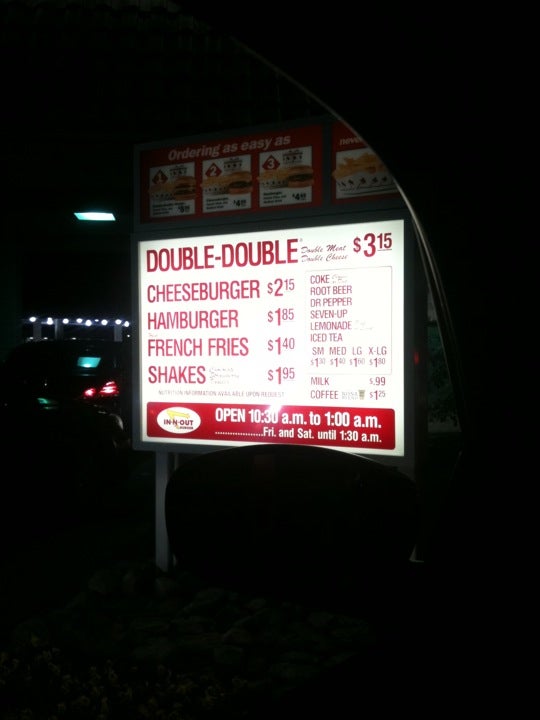 Ordering as easy as
1 2 3
DOUBLE-DOUBLE Double Meat Double Cheese $3.15
CHEESEBURGER $2.15
HAMBURGER $1.85
FRENCH FRIES $1.40
SHAKES $1.95
NUTRITION INFORMATION AVAILABLE UPON REQUEST
COKE
ROOT BEER
DR PEPPER
SEVEN-UP
LEMONADE
ICED TEA
SM MED LG X-LG
$1.30 $1.40 $1.60 $1.80
MILK $.99
COFFEE $1.25
IN-N-OUT
OPEN 10:30 a.m. to 1:00 a.m.
Fri. and Sat. until 1:30 a.m.